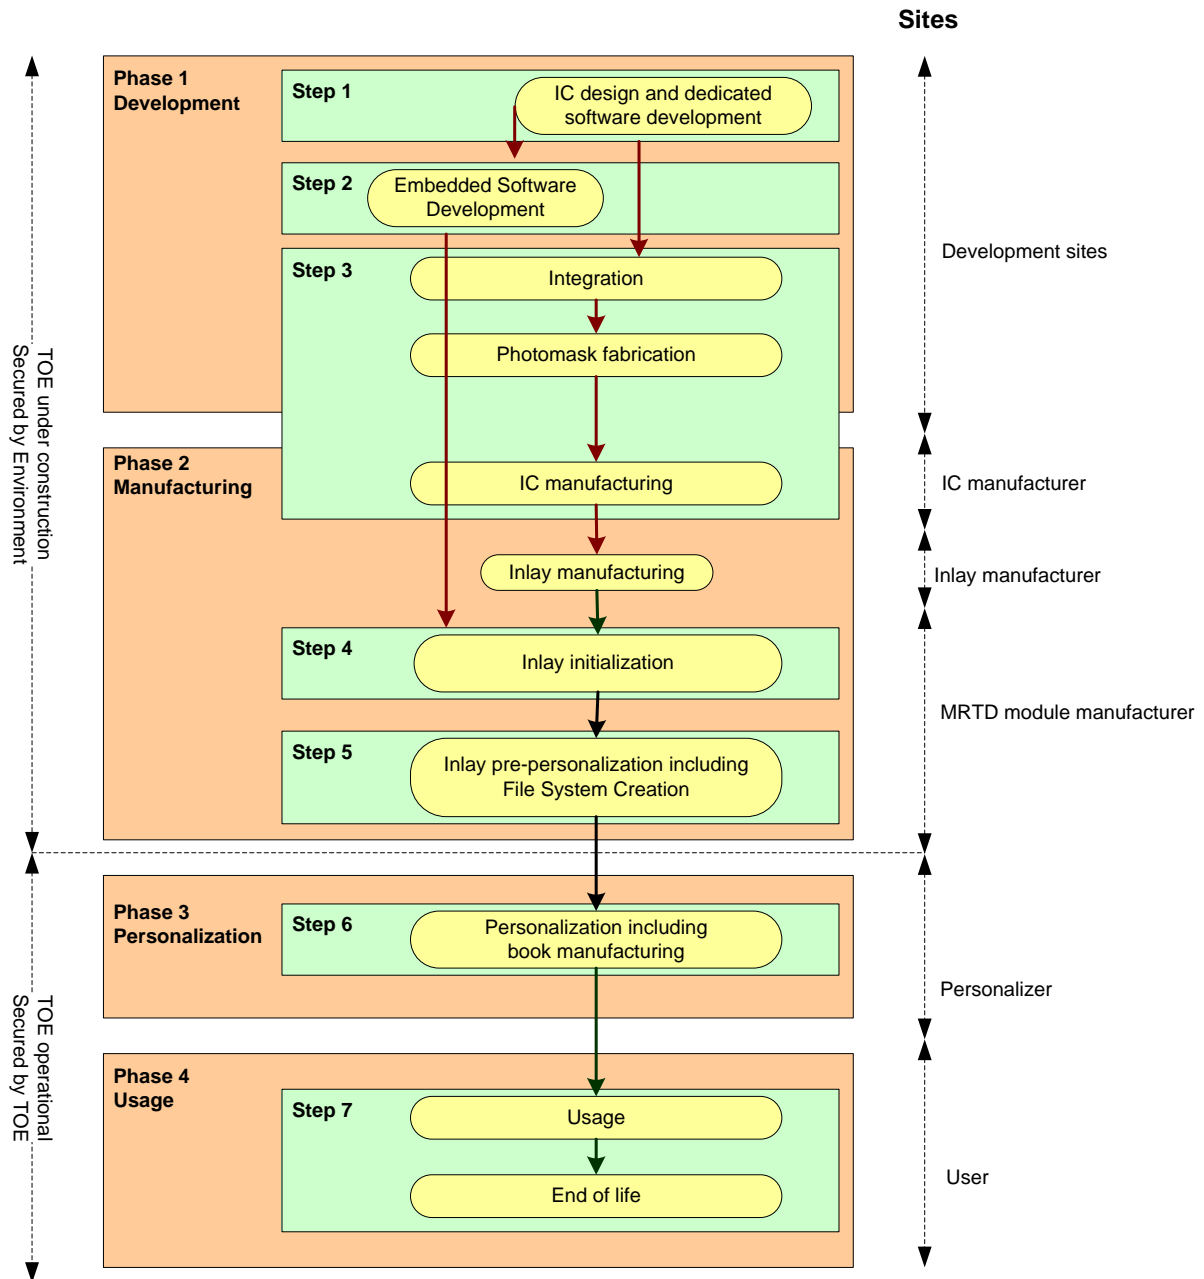 Sites
Phase 1
Development
Step 1
IC design and dedicated
software development
Step 2
Embedded Software
Development
Step 3
Integration
Development sites
Photomask fabrication
TOE under construction
Secured by Environment
Phase 2
Manufacturing
IC manufacturing
IC manufacturer
Inlay manufacturing
Inlay manufacturer
Step 4
Inlay initialization
MRTD module manufacturer
Step 5
Inlay pre-personalization including
File System Creation
Phase 3
Personalization
Step 6
Personalization including
book manufacturing
Personalizer
TOE operational
Secured by TOE
Phase 4
Usage
Step 7
Usage
User
End of life